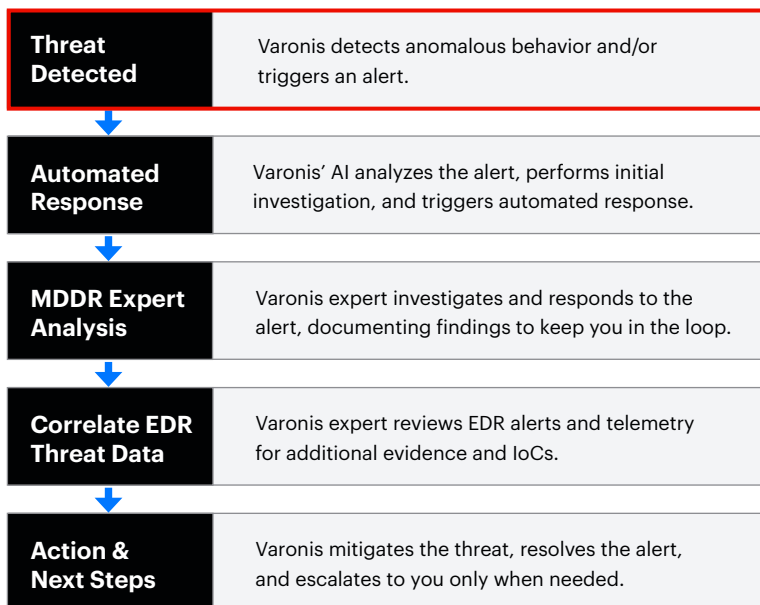 Threat
Detected
Varonis detects anomalous behavior and/or
triggers an alert.
Automated
Response
Varonis’ AI analyzes the alert, performs initial
investigation, and triggers automated response.
MDDR Expert
Analysis
Varonis expert investigates and responds to the
alert, documenting findings to keep you in the loop.
Correlate EDR
Threat Data
Varonis expert reviews EDR alerts and telemetry
for additional evidence and IoCs.
Action &
Next Steps
Varonis mitigates the threat, resolves the alert,
and escalates to you only when needed.